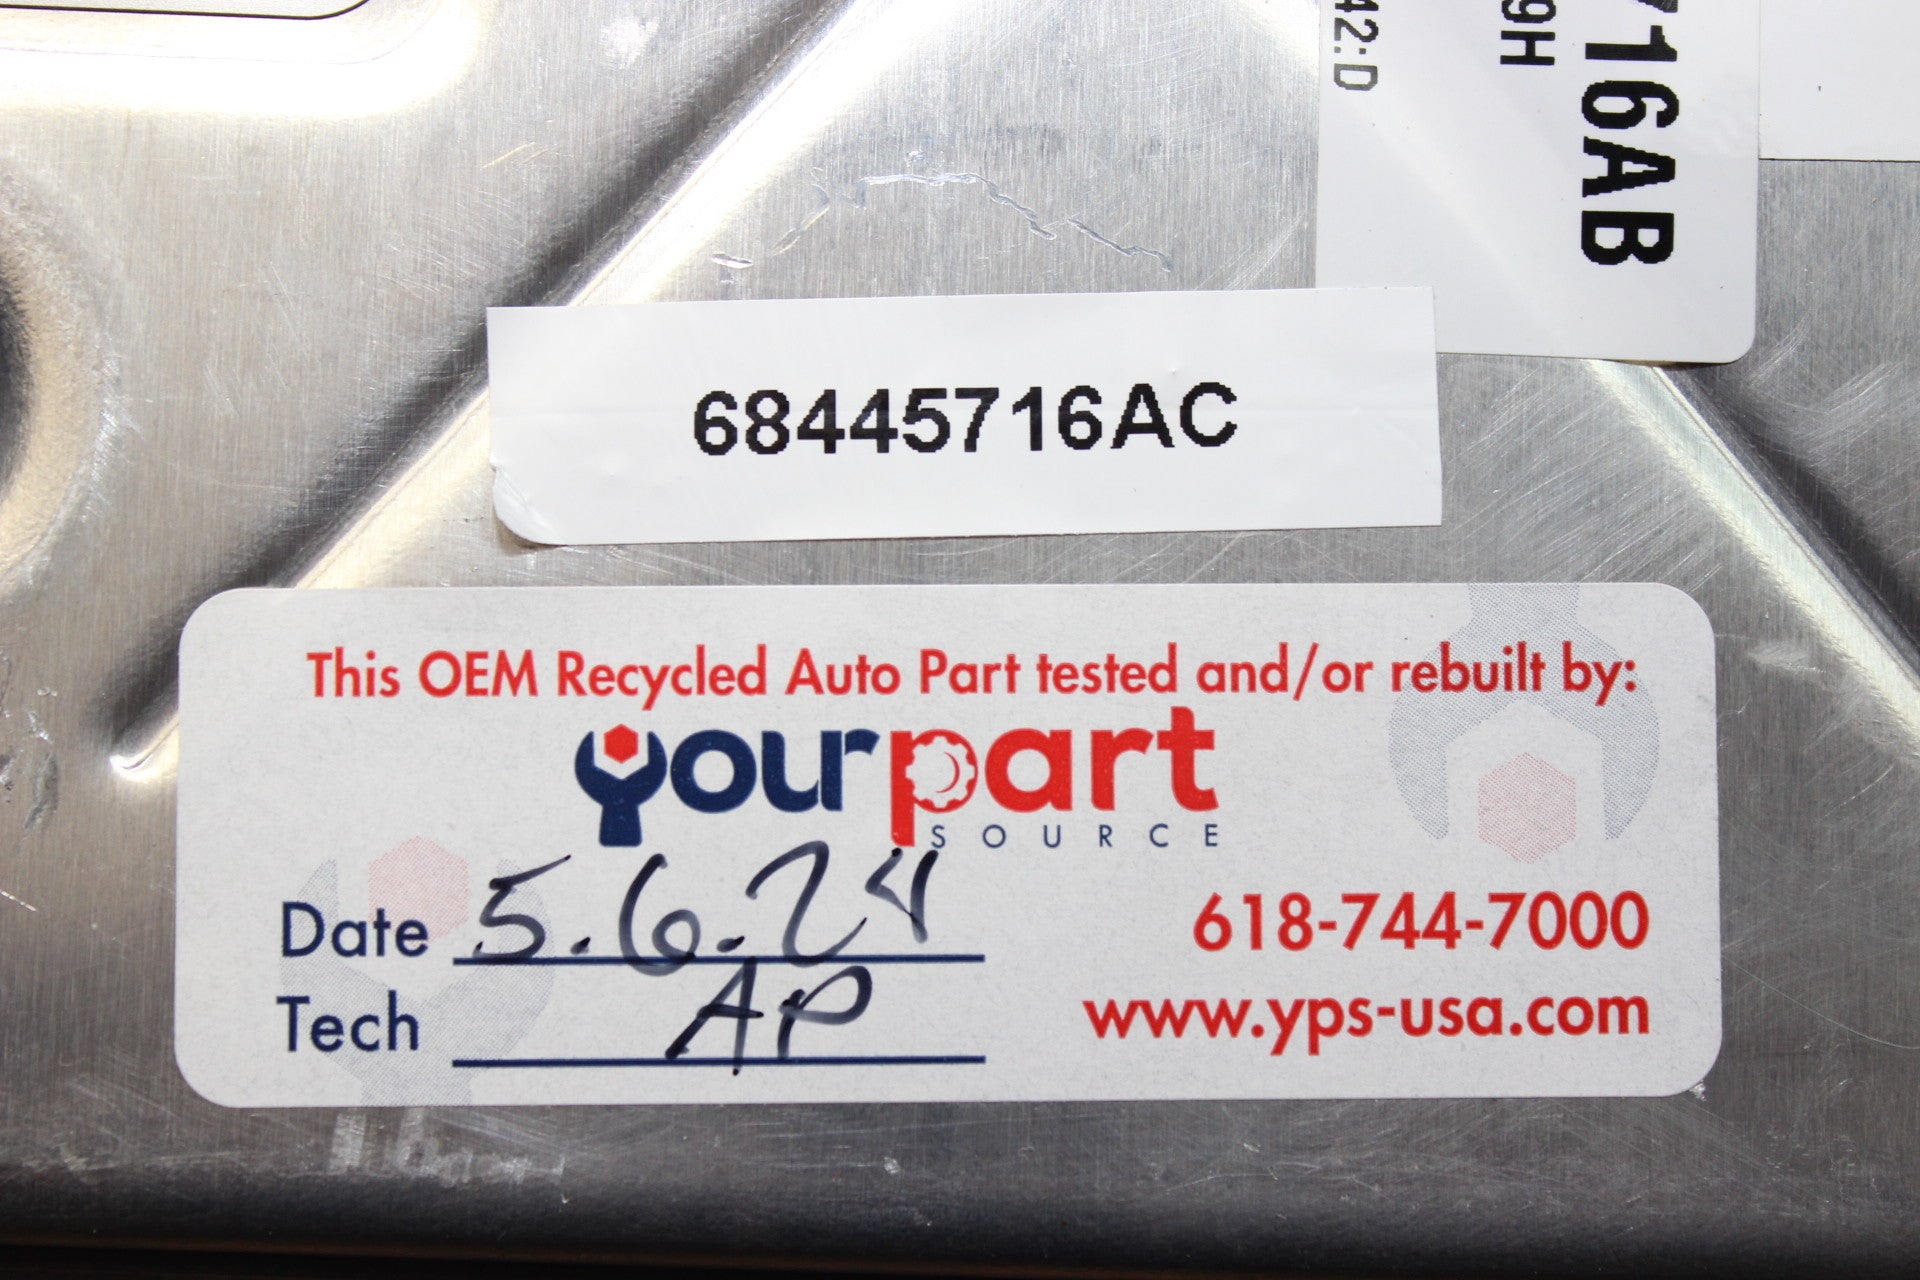 42:D
9H
716AB
68445716AC
This OEM Recycled Auto Part tested and/or rebuilt by:
yourpart
SOURCE
Date 5.6.24
618-744-7000
Tech AP
www.yps-usa.com